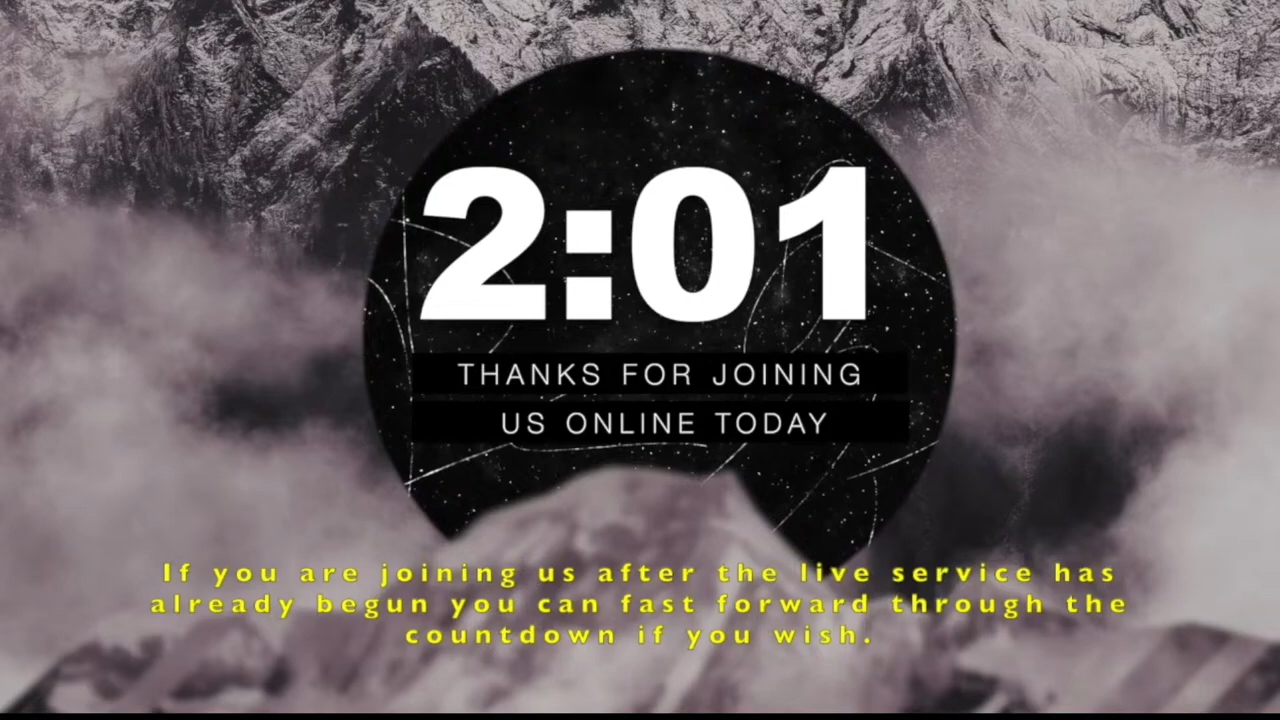 2:01
THANKS FOR JOINING
US ONLINE TODAY
If you are joining us after the live service has
already begun you can fast forward through the
countdown if you wish.